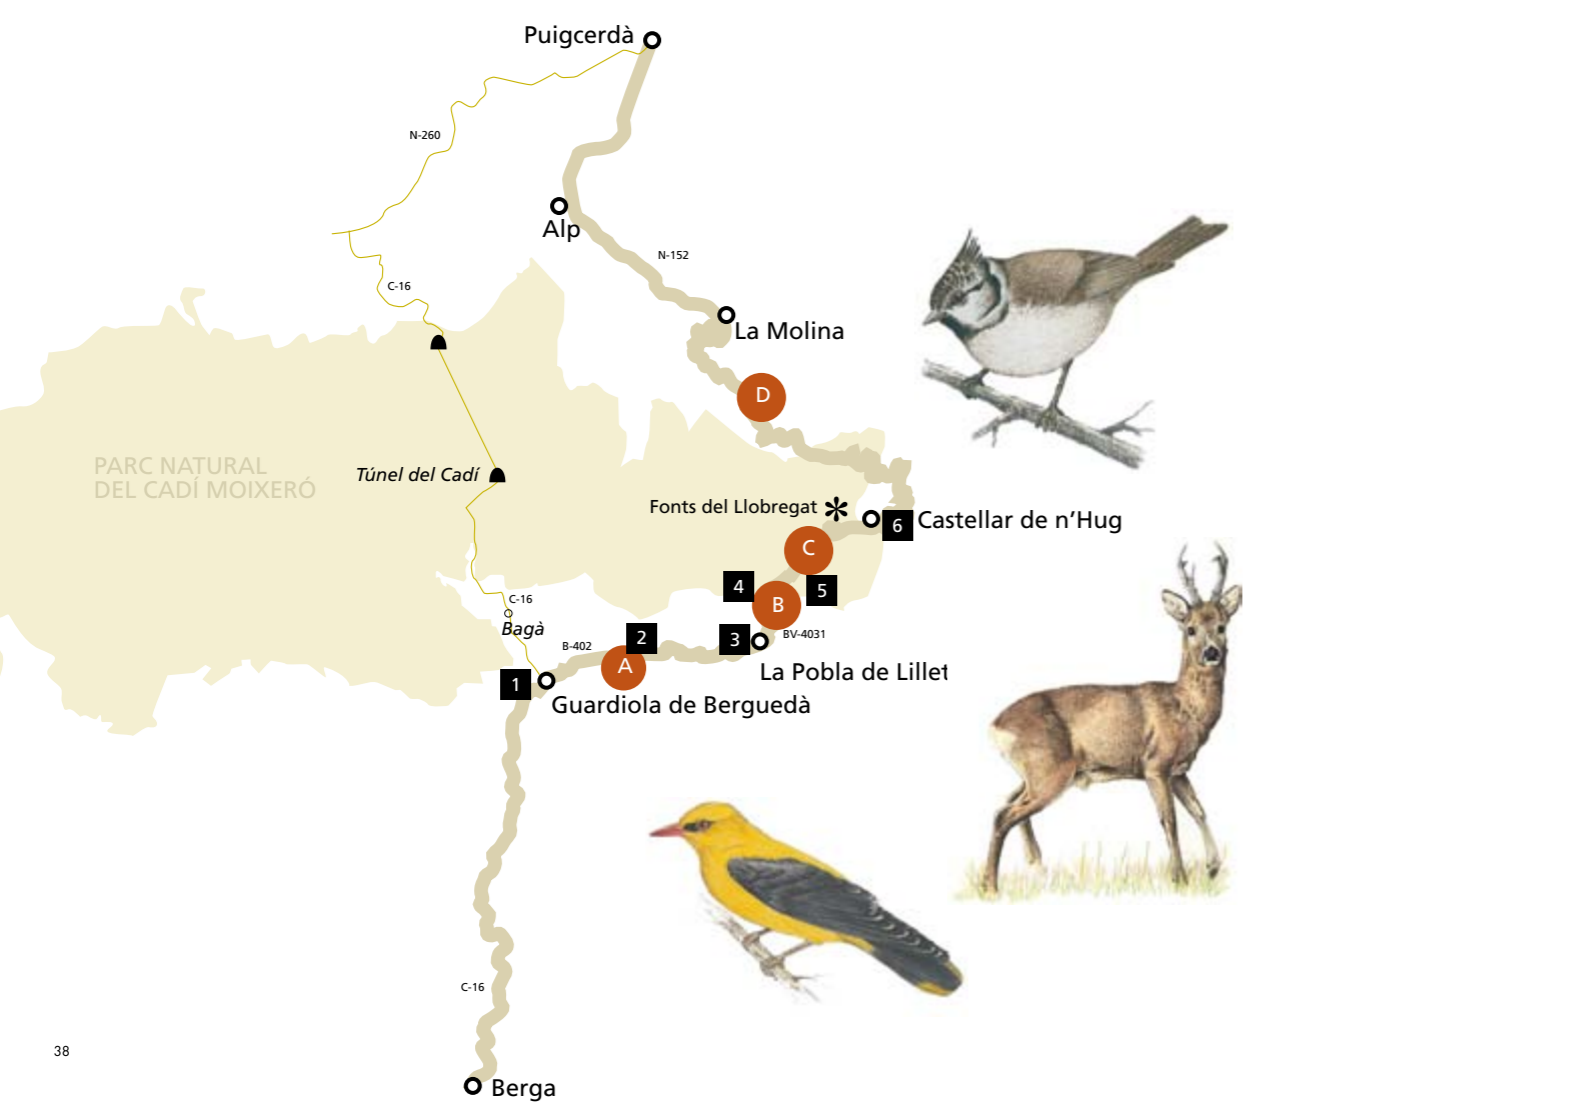 Puigcerdà
N-260
Alp
N-152
C-16
La Molina
D
PARC NATURAL
DEL CADÍ MOIXERÓ
Túnel del Cadí
Fonts del Llobregat
6
Castellar de n’Hug
C
4
5
B
C-16
Bagà
B-402
2
3
BV-4031
A
La Pobla de Lillet
1
Guardiola de Berguedà
C-16
38
Berga